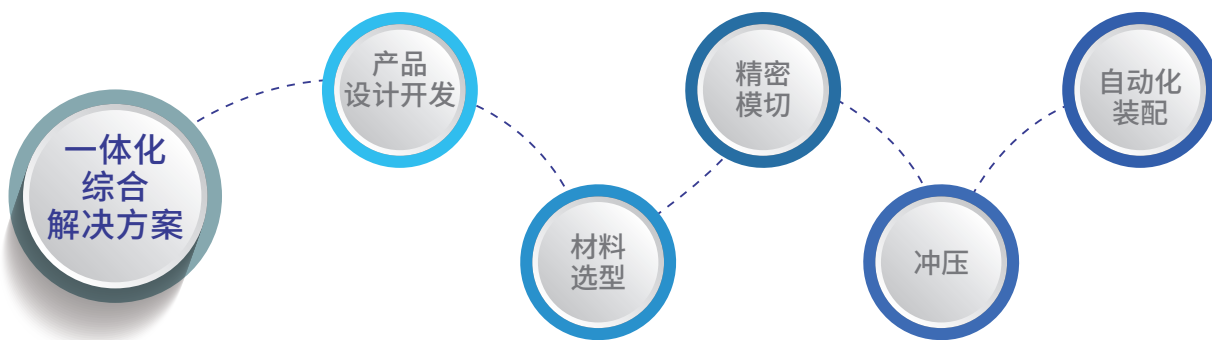 一体化
综合
解决方案
产品
设计开发
材料
选型
精密
模切
冲压
自动化
装配